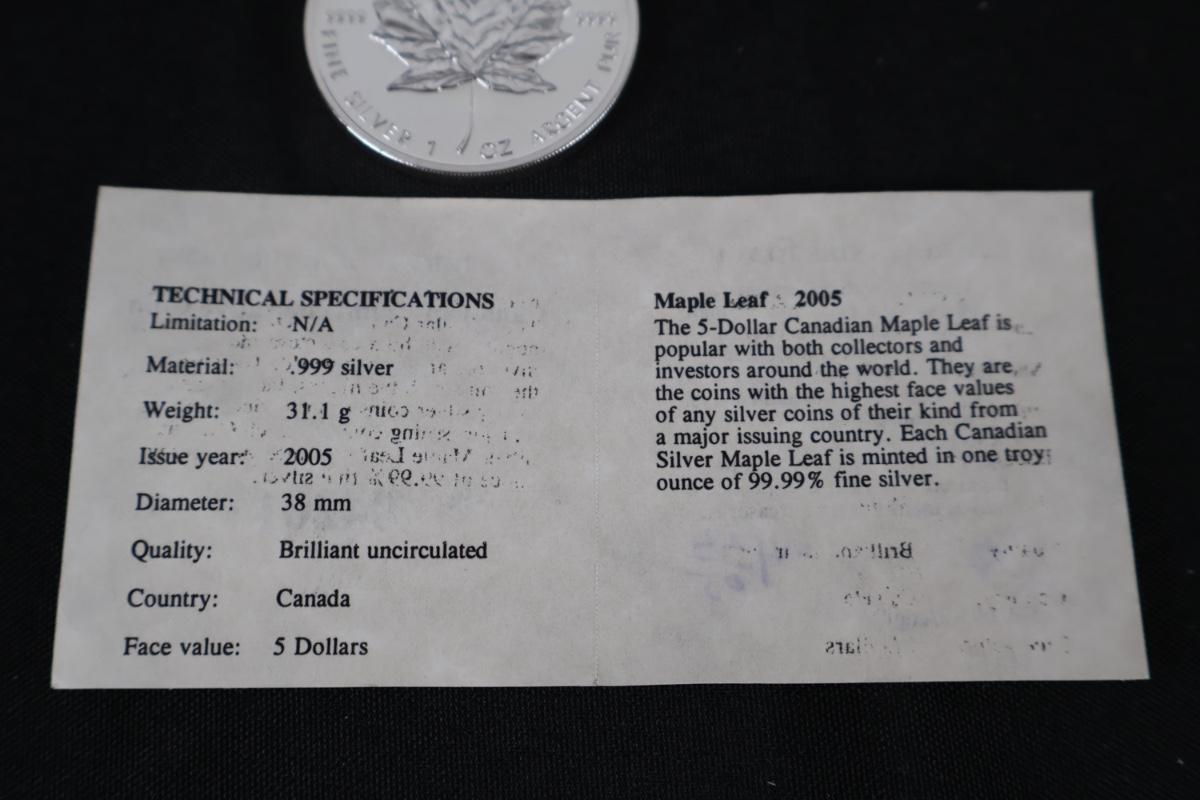 9999 9999
FINE SILVER 1 OZ ARGENT PUR
TECHNICAL SPECIFICATIONS
Limitation: N/A
Material: .999 silver
Weight: 31.1 g
Issue year: 2005
Diameter: 38 mm
Quality: Brilliant uncirculated
Country: Canada
Face value: 5 Dollars
Maple Leaf 2005
The 5-Dollar Canadian Maple Leaf is
popular with both collectors and
investors around the world. They are
the coins with the highest face values
of any silver coins of their kind from
a major issuing country. Each Canadian
Silver Maple Leaf is minted in one troy
ounce of 99.99% fine silver.